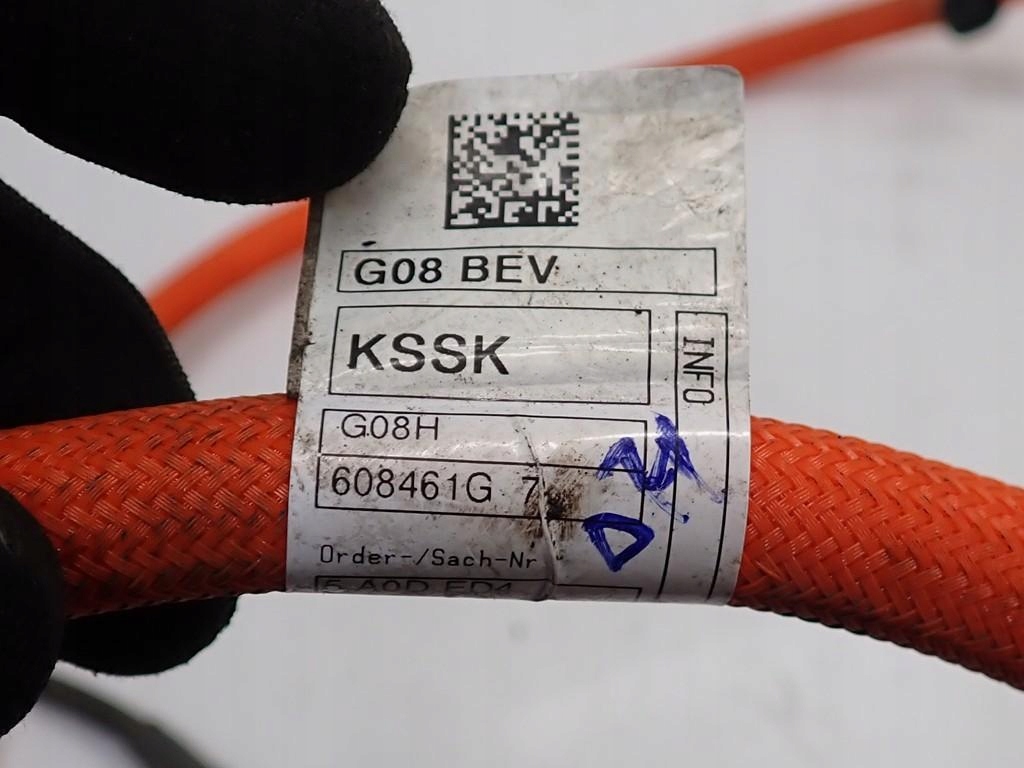 G08 BEV
KSSK
INFO
G08H
608461G 7
Order-/Sach-Nr